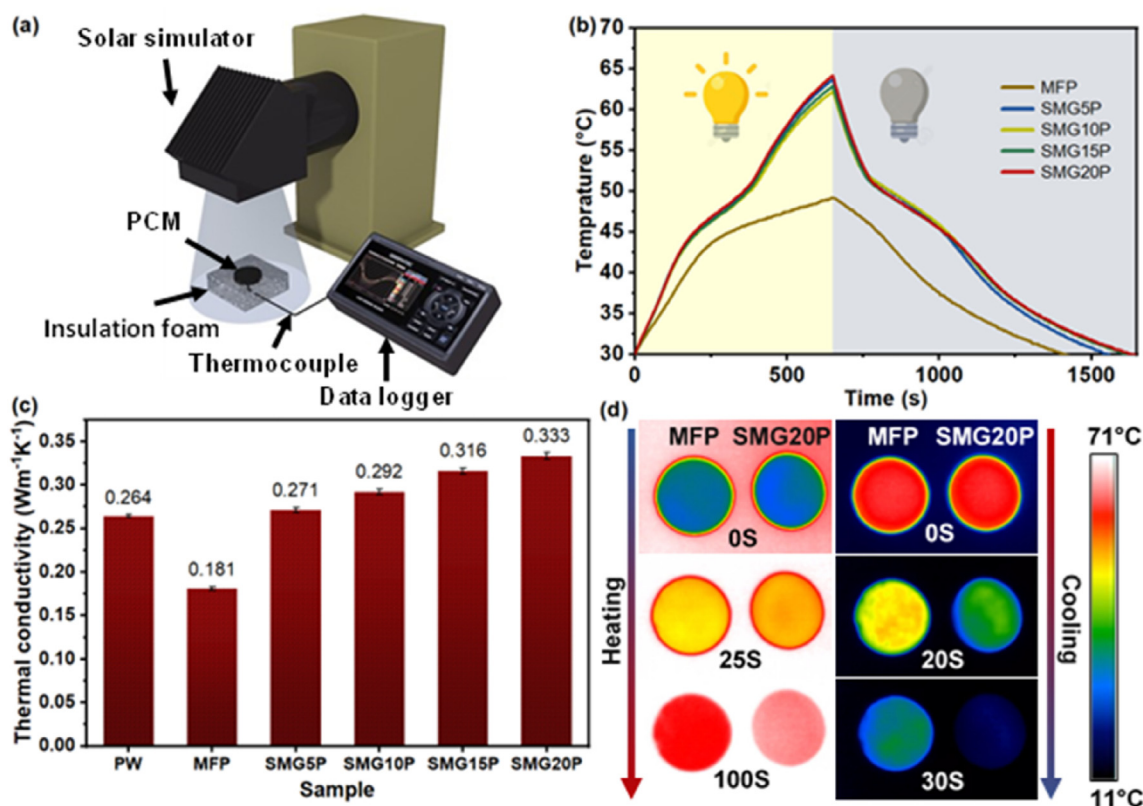 (a)
Solar simulator
PCM
Insulation foam
Thermocouple
Data logger
(b)
Temprature (°C)
70
65
60
55
50
45
40
35
30
MFP
SMG5P
SMG10P
SMG15P
SMG20P
0
500
1000
1500
Time (s)
(c)
Thermal conductivity (Wm⁻¹K⁻¹)
0.35
0.30
0.25
0.20
0.15
0.10
0.05
0.00
0.264
0.181
0.271
0.292
0.316
0.333
PW
MFP
SMG5P
SMG10P
SMG15P
SMG20P
Sample
(d)
Heating
MFP SMG20P
0S
25S
100S
MFP SMG20P
0S
20S
30S
Cooling
71°C
11°C